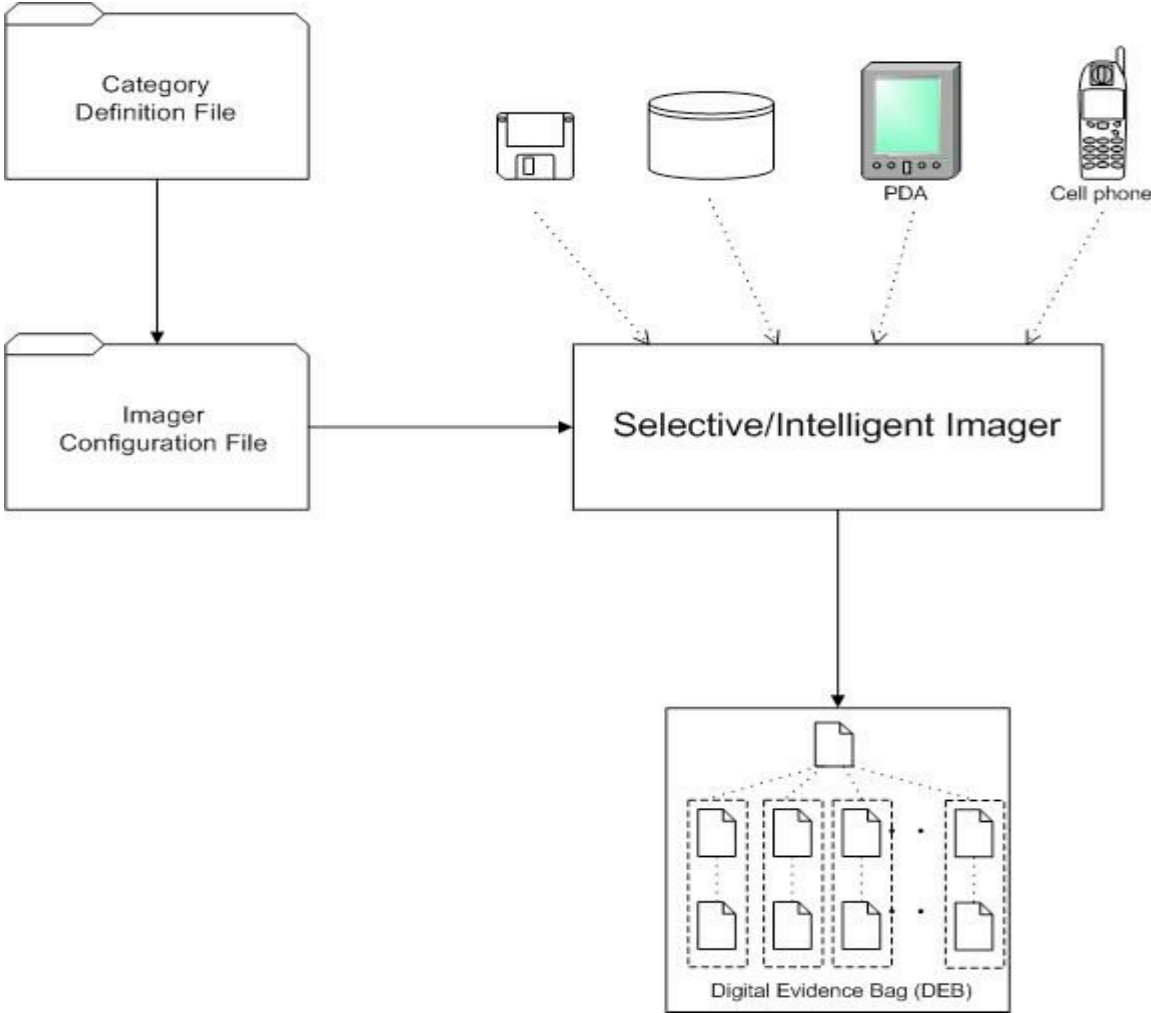 Category
Definition File
PDA
Cell phone
Imager
Configuration File
Selective/Intelligent Imager
Digital Evidence Bag (DEB)